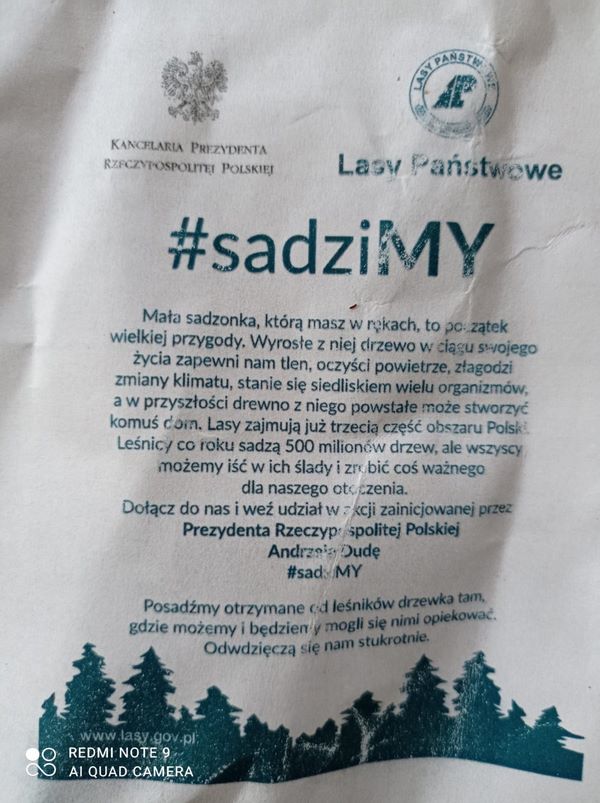 KANCELARIA PREZYDENTA
RZECZYPOSPOLITEJ POLSKIEJ
LASY PAŃSTWOWE
Lasy Państwowe
#sadziMY
Mała sadzonka, którą masz w rękach, to początek
wielkiej przygody. Wyrosłe z niej drzewo w ciągu swojego
życia zapewni nam tlen, oczyści powietrze, złagodzi
zmiany klimatu, stanie się siedliskiem wielu organizmów,
a w przyszłości drewno z niego powstałe może stworzyć
komuś dom. Lasy zajmują już trzecią część obszaru Polski.
Leśnicy co roku sadzą 500 milionów drzew, ale wszyscy
możemy iść w ich ślady i zrobić coś ważnego
dla naszego otoczenia.
Dołącz do nas i weź udział w akcji zainicjowanej przez
Prezydenta Rzeczypospolitej Polskiej
Andrzeja Dudę
#sadziMY
Posadźmy otrzymane od leśników drzewka tam,
gdzie możemy i będziemy mogli się nimi opiekować.
Odwdzięczą się nam stukrotnie.
www.lasy.gov.pl
REDMI NOTE 9
AI QUAD CAMERA